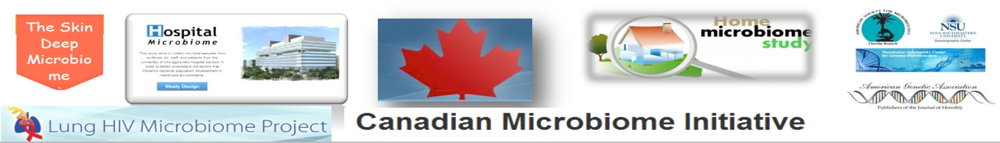 The Skin
Deep
Microbio
me
Hospital
Microbiome
This study aims to collect microbial samples from
surfaces, air, staff, and patients from the
University of Chicago's new hospital pavilion in
order to better understand the factors that
influence bacterial population development in
healthcare environments.
Study Design
Home
microbiome
study
AMERICAN SOCIETY FOR MICROBIOLOGY
Florida Branch
NSU
NOVA SOUTHEASTERN
UNIVERSITY
Oceanographic Center
Theodosius Dobzhansky Center
for Genome Bioinformatics
American Genetic Association
Publishers of the Journal of Heredity
Lung HIV Microbiome Project
Canadian Microbiome Initiative